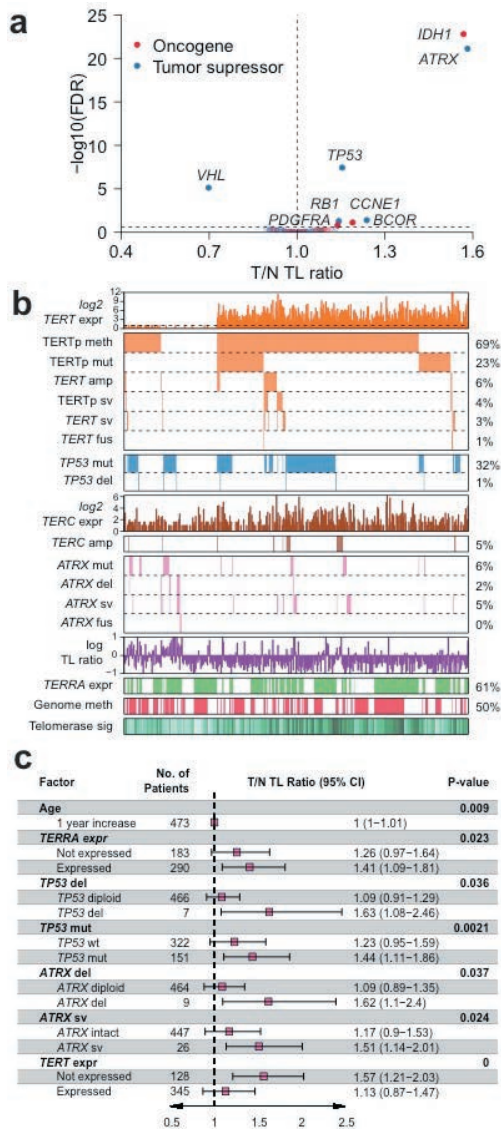 a
25
20
15
10
5
0
−log10(FDR)
Oncogene
Tumor supressor
IDH1
ATRX
TP53
VHL
RB1 CCNE1
PDGFRA BCOR
0.4 0.6 0.8 1.0 1.2 1.4 1.6
T/N TL ratio
b
12
9
6
3
0
log2
TERT expr
TERTp meth 69%
TERTp mut 23%
TERT amp 6%
TERTp sv 4%
TERT sv 3%
TERT fus 1%
TP53 mut 32%
TP53 del 1%
6
4
2
0
log2
TERC expr
TERC amp 5%
ATRX mut 6%
ATRX del 2%
ATRX sv 5%
ATRX fus 0%
1
0
−1
log
TL ratio
TERRA expr 61%
Genome meth 50%
Telomerase sig
c
Factor No. of Patients T/N TL Ratio (95% CI) P-value
Age 0.009
1 year increase 473 1 (1−1.01)
TERRA expr 0.023
Not expressed 183 1.26 (0.97−1.64)
Expressed 290 1.41 (1.09−1.81)
TP53 del 0.036
TP53 diploid 466 1.09 (0.91−1.29)
TP53 del 7 1.63 (1.08−2.46)
TP53 mut 0.0021
TP53 wt 322 1.23 (0.95−1.59)
TP53 mut 151 1.44 (1.11−1.86)
ATRX del 0.037
ATRX diploid 464 1.09 (0.89−1.35)
ATRX del 9 1.62 (1.1−2.4)
ATRX sv 0.024
ATRX intact 447 1.17 (0.9−1.53)
ATRX sv 26 1.51 (1.14−2.01)
TERT expr 0
Not expressed 128 1.57 (1.21−2.03)
Expressed 345 1.13 (0.87−1.47)
0.5 1 1.5 2 2.5